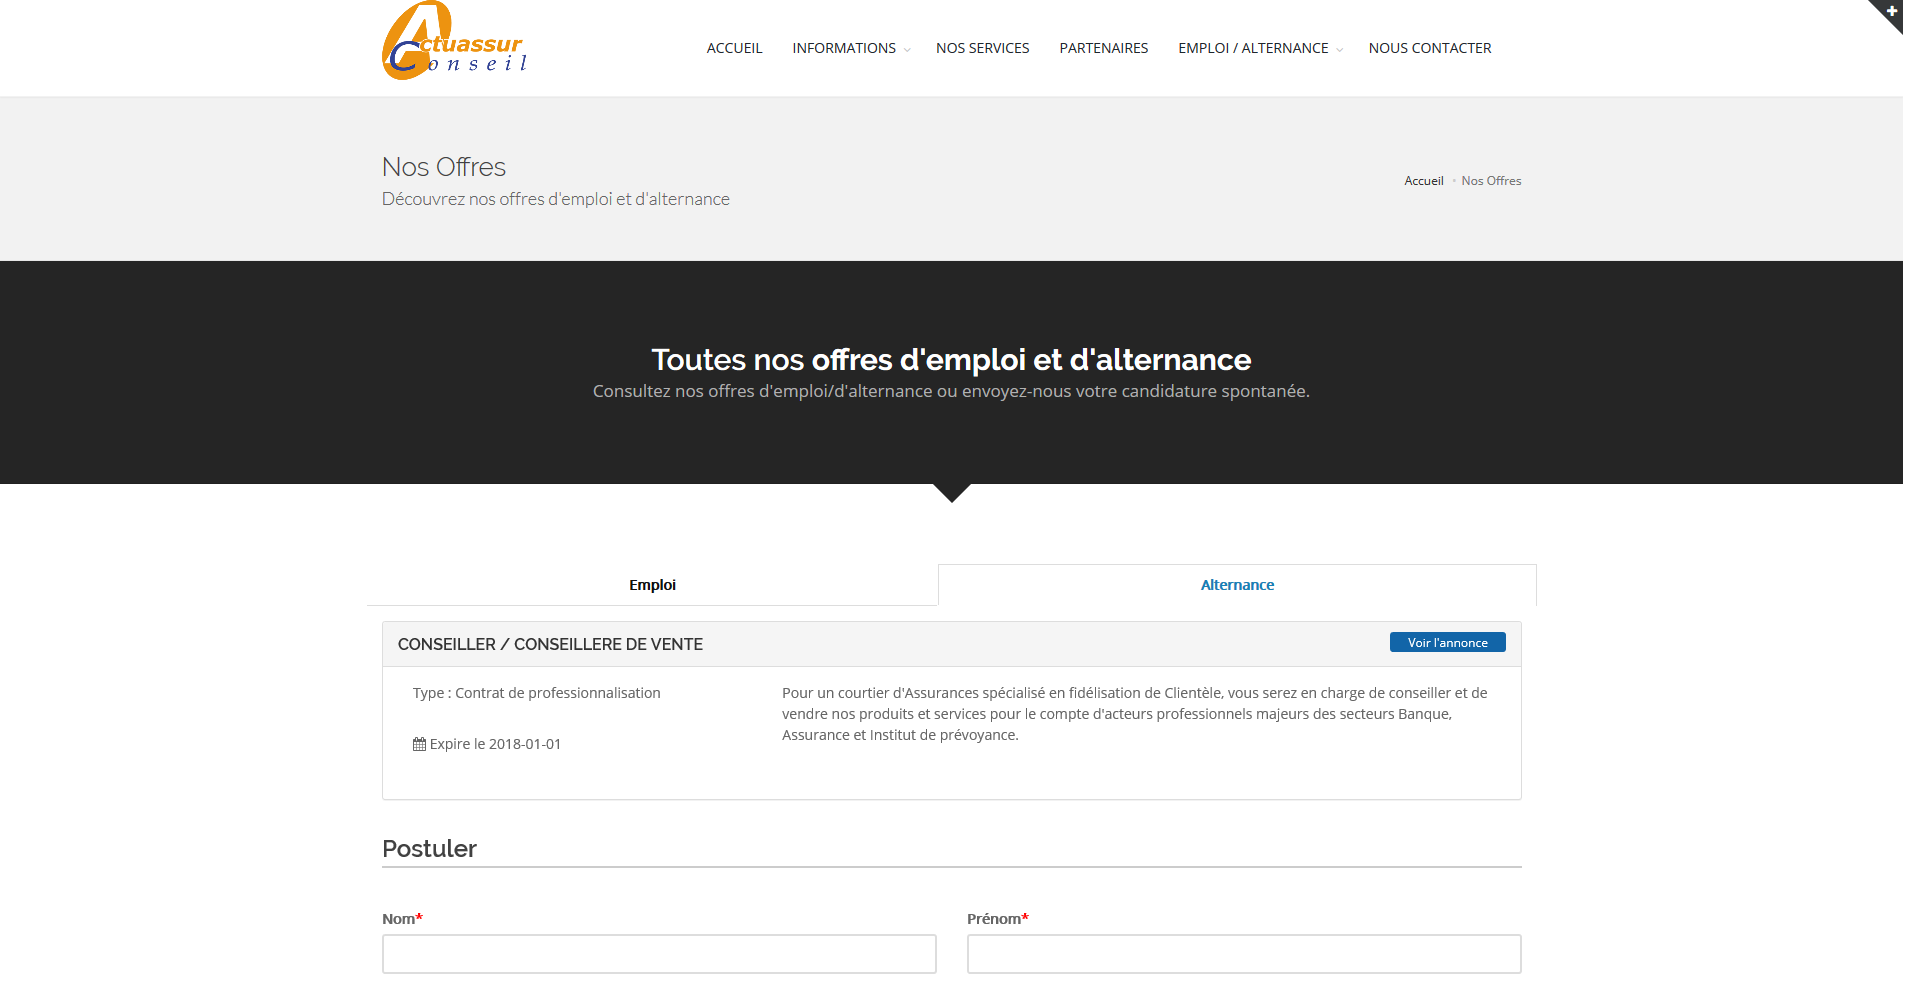 Actuassur
Conseil
ACCUEIL
INFORMATIONS
NOS SERVICES
PARTENAIRES
EMPLOI / ALTERNANCE
NOUS CONTACTER
Nos Offres
Découvrez nos offres d'emploi et d'alternance
Accueil • Nos Offres
Toutes nos offres d'emploi et d'alternance
Consultez nos offres d'emploi/d'alternance ou envoyez-nous votre candidature spontanée.
Emploi
Alternance
CONSEILLER / CONSEILLERE DE VENTE
Voir l'annonce
Type : Contrat de professionnalisation
Expire le 2018-01-01
Pour un courtier d'Assurances spécialisé en fidélisation de Clientèle, vous serez en charge de conseiller et de
vendre nos produits et services pour le compte d'acteurs professionnels majeurs des secteurs Banque,
Assurance et Institut de prévoyance.
Postuler
Nom*
Prénom*